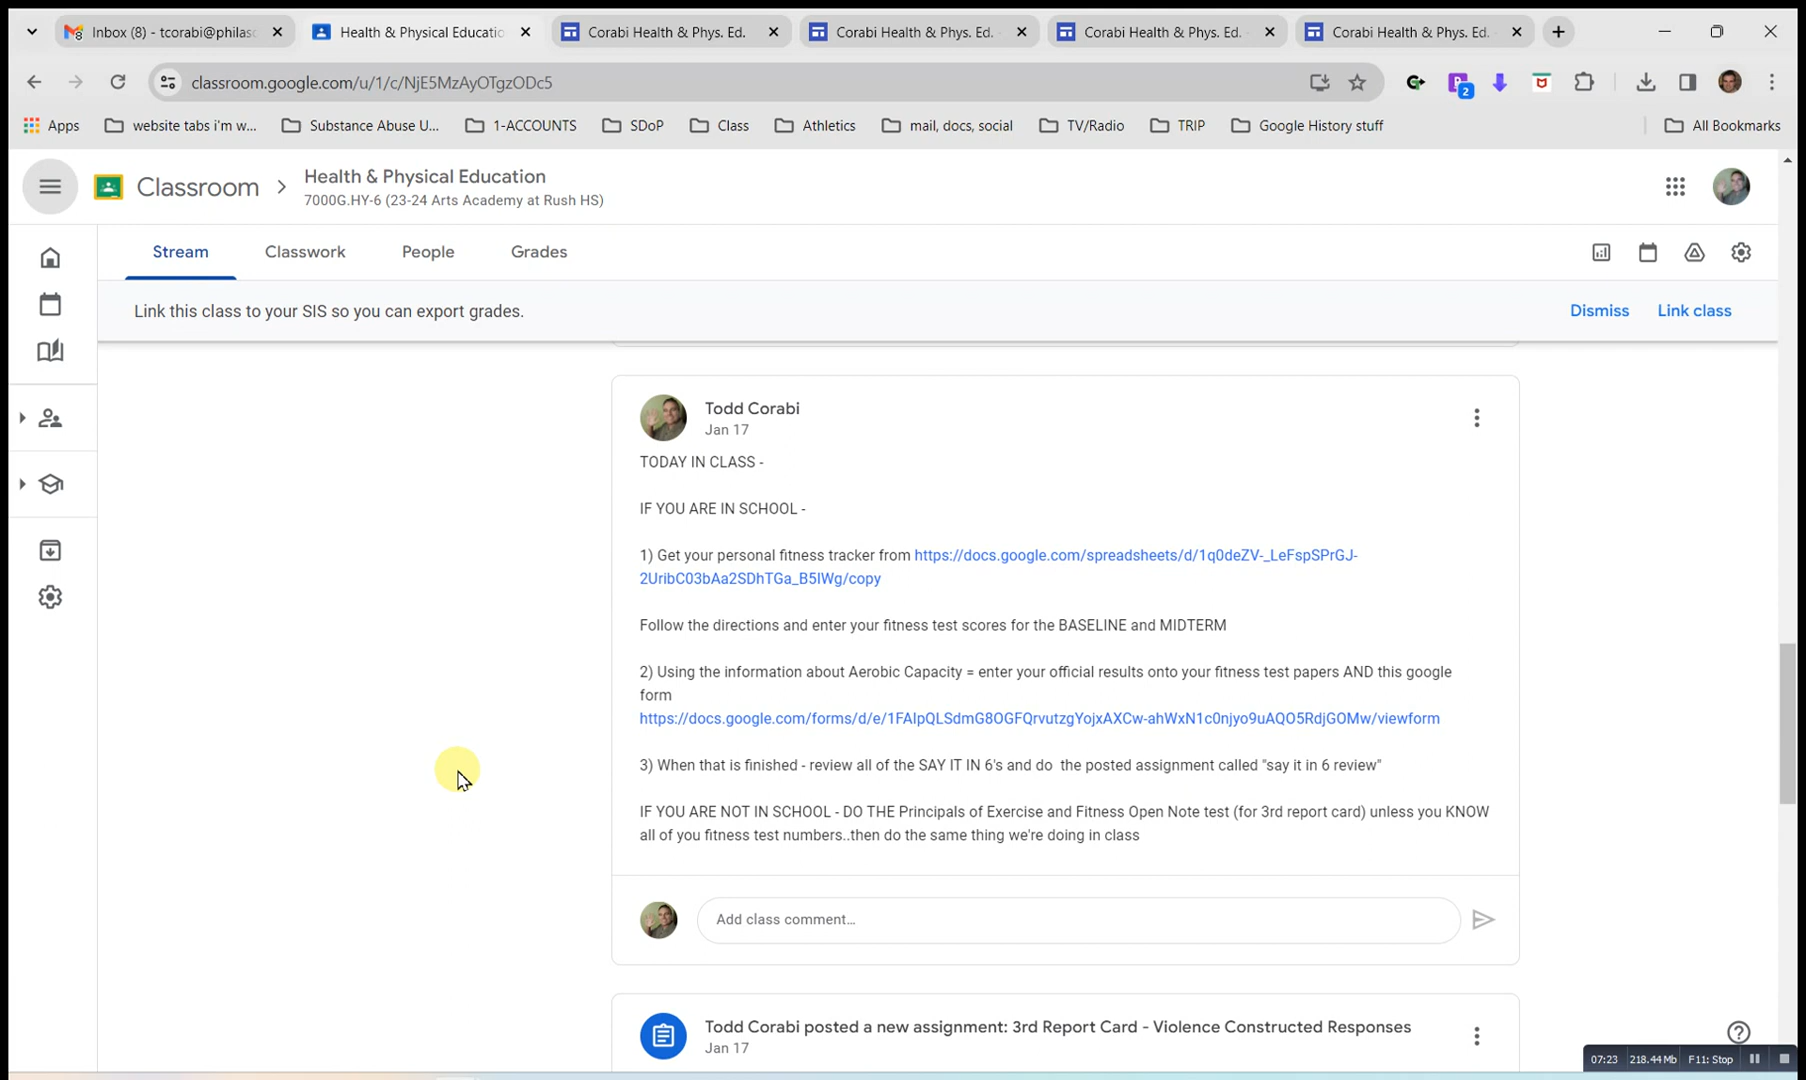 Inbox (8) - tcorabi@philasc
Health & Physical Educatio
Corabi Health & Phys. Ed.
Corabi Health & Phys. Ed. -
Corabi Health & Phys. Ed. -
Corabi Health & Phys. Ed. -
classroom.google.com/u/1/c/NjE5MzAyOTgzODc5
2
Apps
website tabs i'm w...
Substance Abuse U...
1-ACCOUNTS
SDoP
Class
Athletics
mail, docs, social
TV/Radio
TRIP
Google History stuff
All Bookmarks
Classroom
Health & Physical Education
7000G.HY-6 (23-24 Arts Academy at Rush HS)
Stream
Classwork
People
Grades
Link this class to your SIS so you can export grades.
Dismiss
Link class
Todd Corabi
Jan 17
TODAY IN CLASS -
IF YOU ARE IN SCHOOL -
1) Get your personal fitness tracker from https://docs.google.com/spreadsheets/d/1q0deZV-_LeFspSPrGJ-
2UribC03bAa2SDhTGa_B5IWg/copy
Follow the directions and enter your fitness test scores for the BASELINE and MIDTERM
2) Using the information about Aerobic Capacity = enter your official results onto your fitness test papers AND this google
form
https://docs.google.com/forms/d/e/1FAIpQLSdmG8OGFQrvutzgYojxAXCw-ahWxN1c0njyo9uAQO5RdjGOMw/viewform
3) When that is finished - review all of the SAY IT IN 6's and do  the posted assignment called "say it in 6 review"
IF YOU ARE NOT IN SCHOOL - DO THE Principals of Exercise and Fitness Open Note test (for 3rd report card) unless you KNOW
all of you fitness test numbers..then do the same thing we're doing in class
Add class comment...
Todd Corabi posted a new assignment: 3rd Report Card - Violence Constructed Responses
Jan 17
07:23
218.44 Mb
F11: Stop